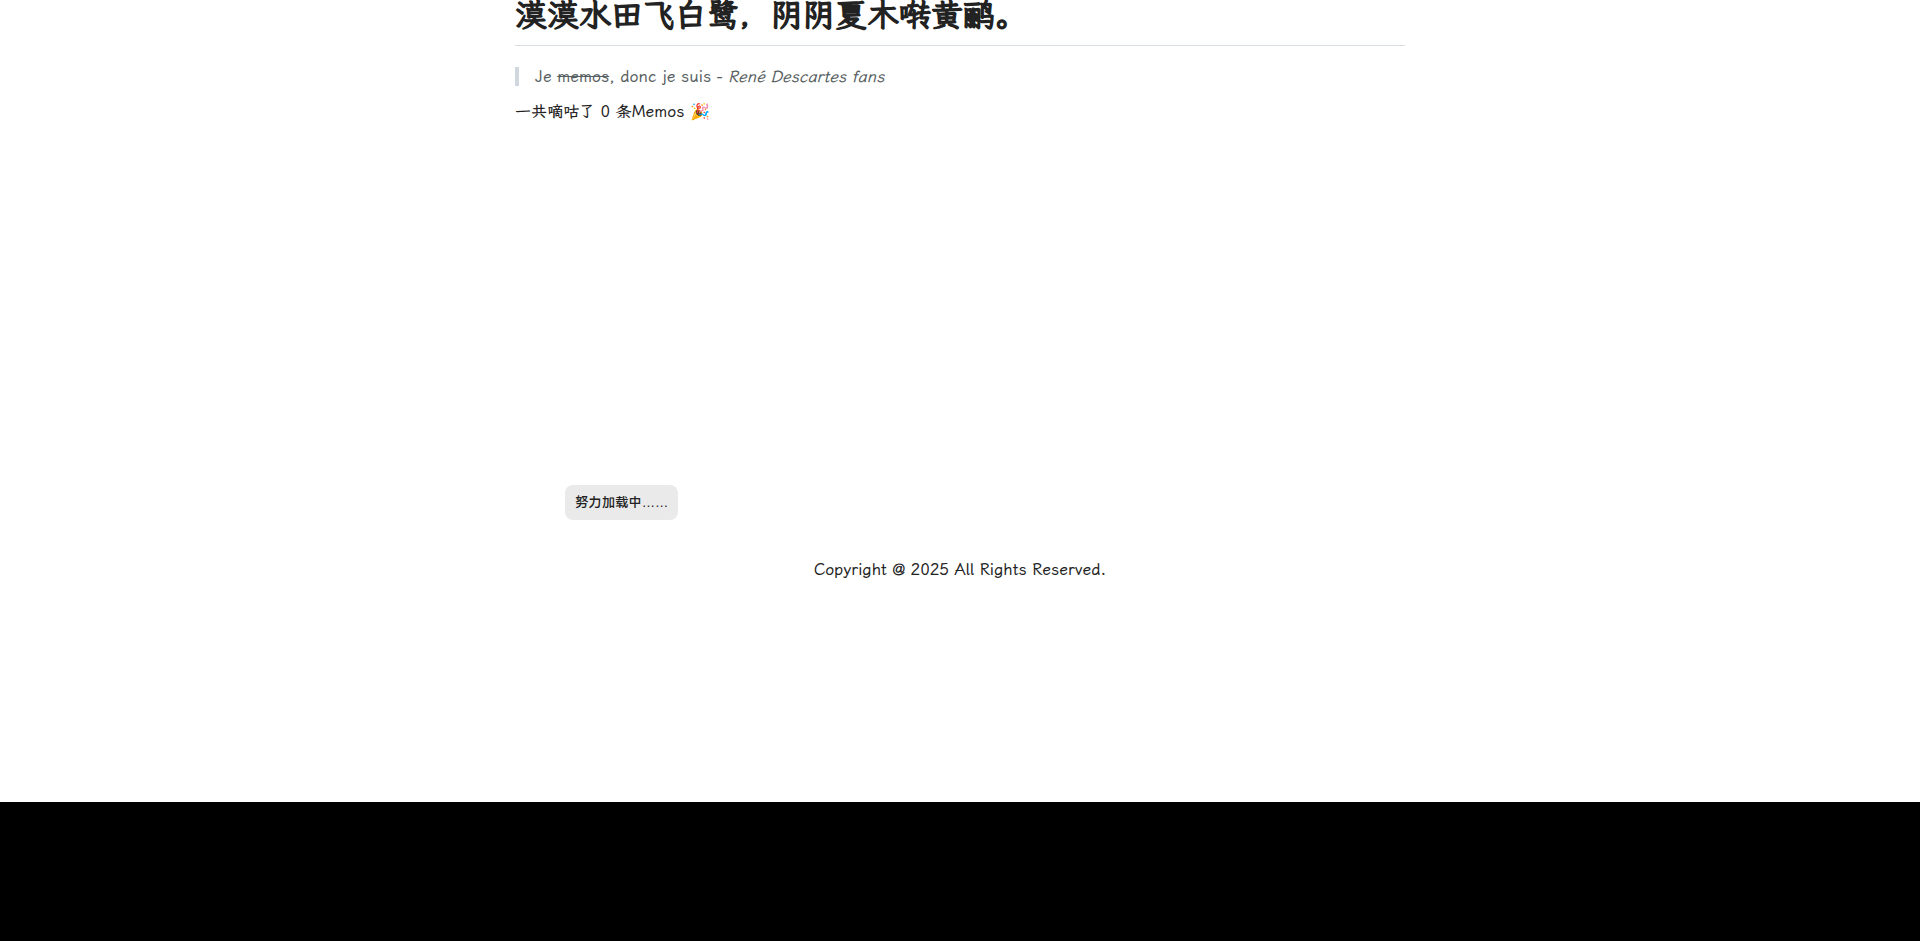 漠漠水田飞白鹭，阴阴夏木啭黄鹂。
Je memos, donc je suis - René Descartes fans
一共嘀咕了 0 条Memos 🎉
努力加载中……
Copyright @ 2025 All Rights Reserved.